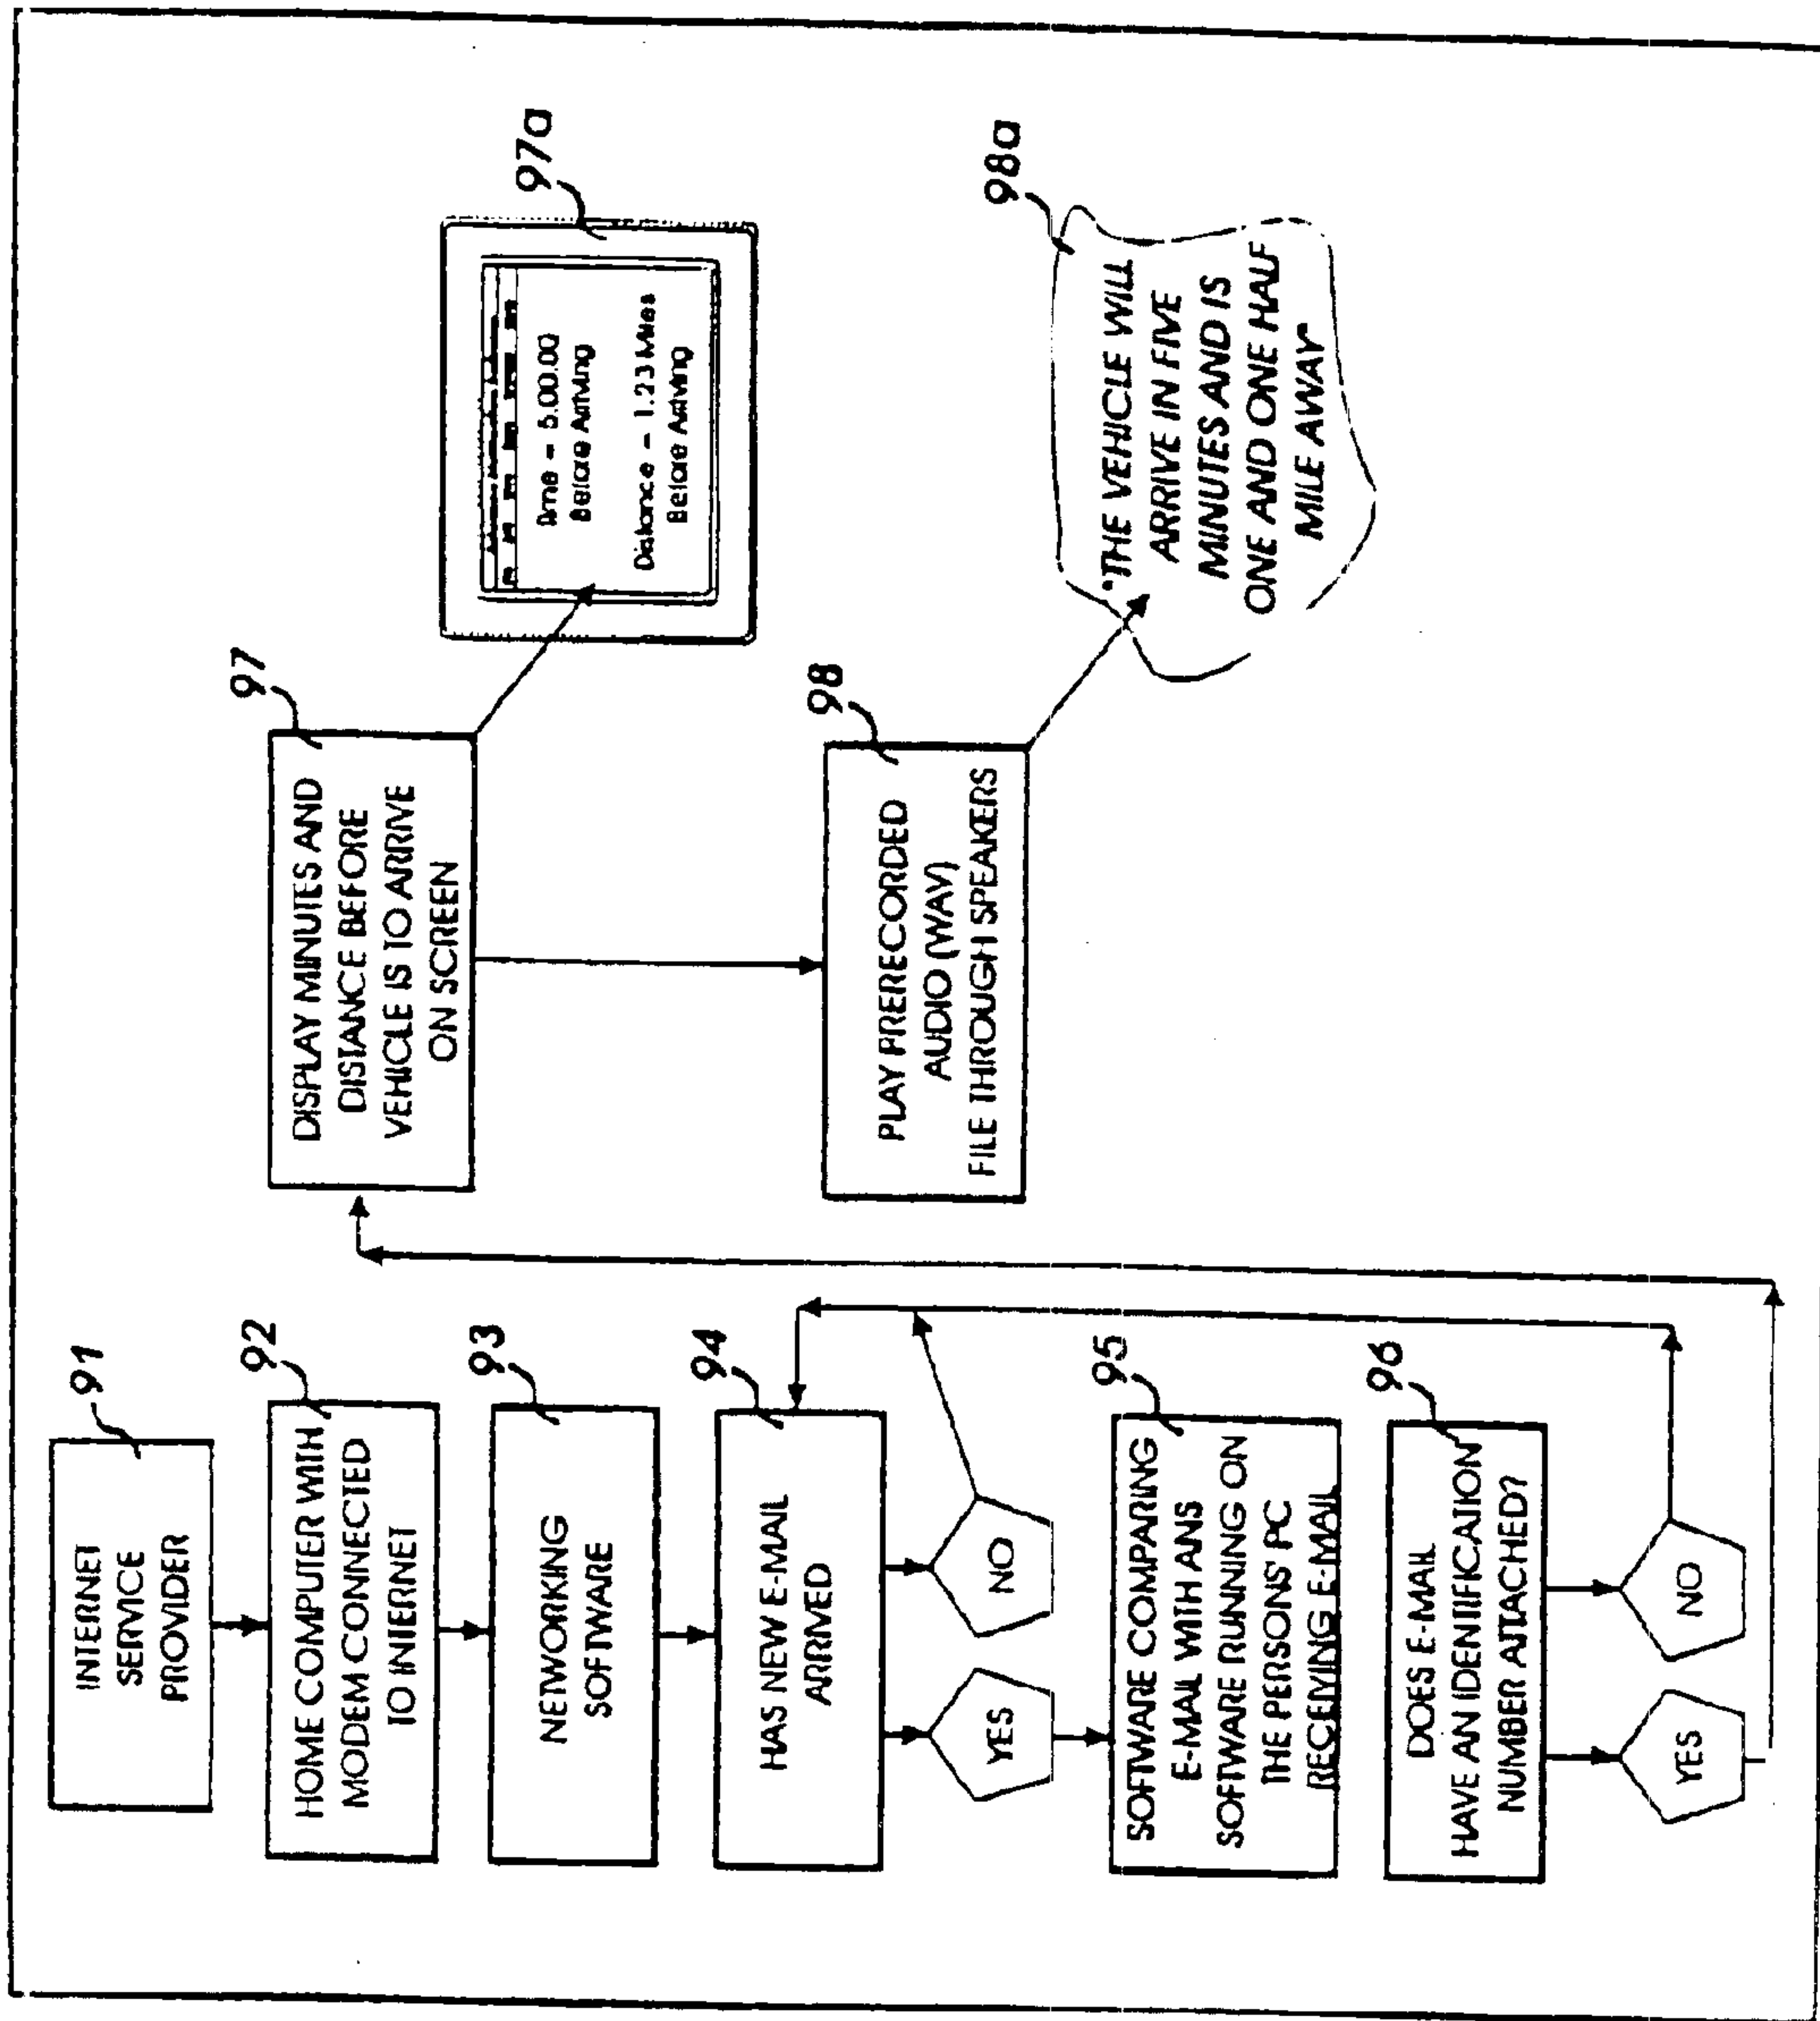 91
INTERNET
SERVICE
PROVIDER
92
HOME COMPUTER WITH
MODEM CONNECTED
TO INTERNET
93
NETWORKING
SOFTWARE
94
HAS NEW E-MAIL
ARRIVED
YES
NO
95
SOFTWARE COMPARING
E-MAIL WITH ANS
SOFTWARE RUNNING ON
THE PERSONS' PC
RECEIVING E-MAIL
96
DOES E-MAIL
HAVE AN IDENTIFICATION
NUMBER ATTACHED?
YES
NO
97
DISPLAY MINUTES AND
DISTANCE BEFORE
VEHICLE IS TO ARRIVE
ON SCREEN
97a
Time - 5.00.00
Before Arriving
Distance - 1.23 Miles
Before Arriving
98
PLAY PRERECORDED
AUDIO (WAV)
FILE THROUGH SPEAKERS
98a
"THE VEHICLE WILL
ARRIVE IN FIVE
MINUTES AND IS
ONE AND ONE HALF
MILE AWAY"